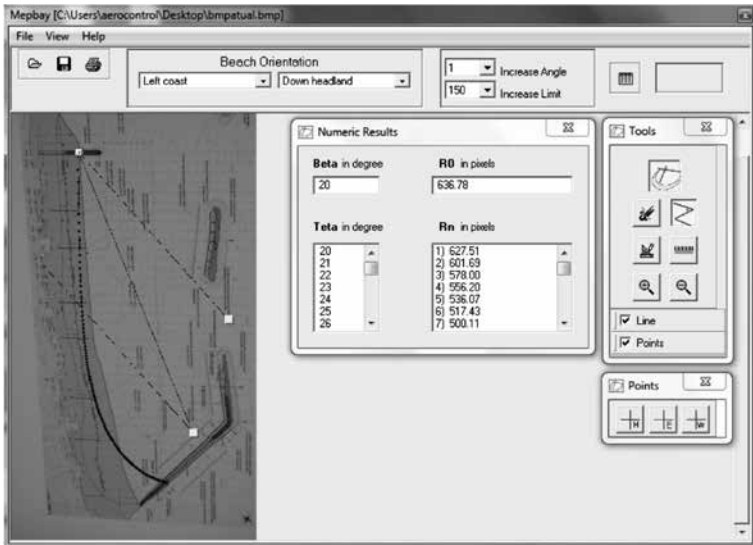 Mepbay [C:\Users\aerocontrol\Desktop\bmpatual.bmp]
File View Help
Beach Orientation
Left coast
Down headland
1
Increase Angle
150
Increase Limit
Numeric Results
Beta in degree
R0 in pixels
20
636.78
Teta in degree
Rn in pixels
20
21
22
23
24
25
26
1) 627.51
2) 601.69
3) 578.00
4) 556.20
5) 536.07
6) 517.43
7) 500.11
Tools
Line
Points
Points
H
E
W